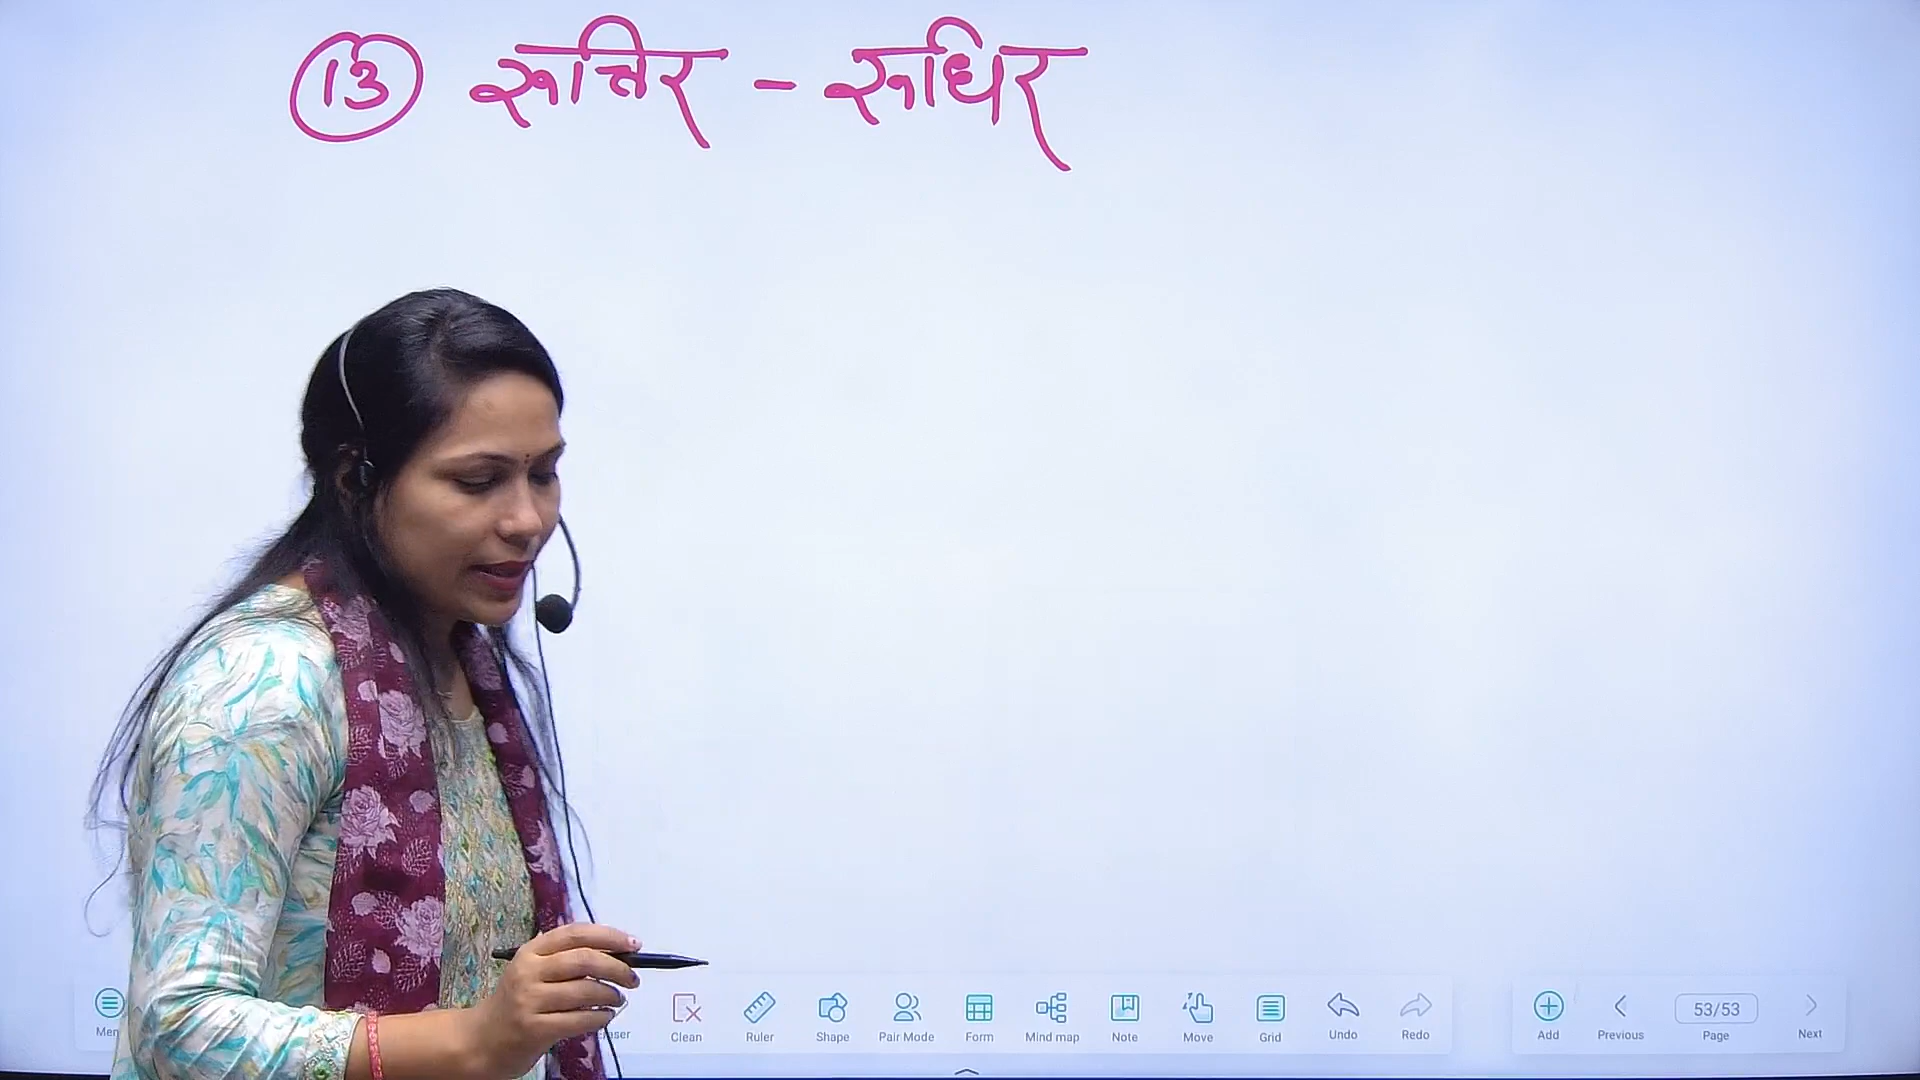 13 रुचिर - रुधिर
Clean Ruler Shape Pair Mode Form Mind map Note Move Grid Undo Redo Add Previous 53/53 Page Next